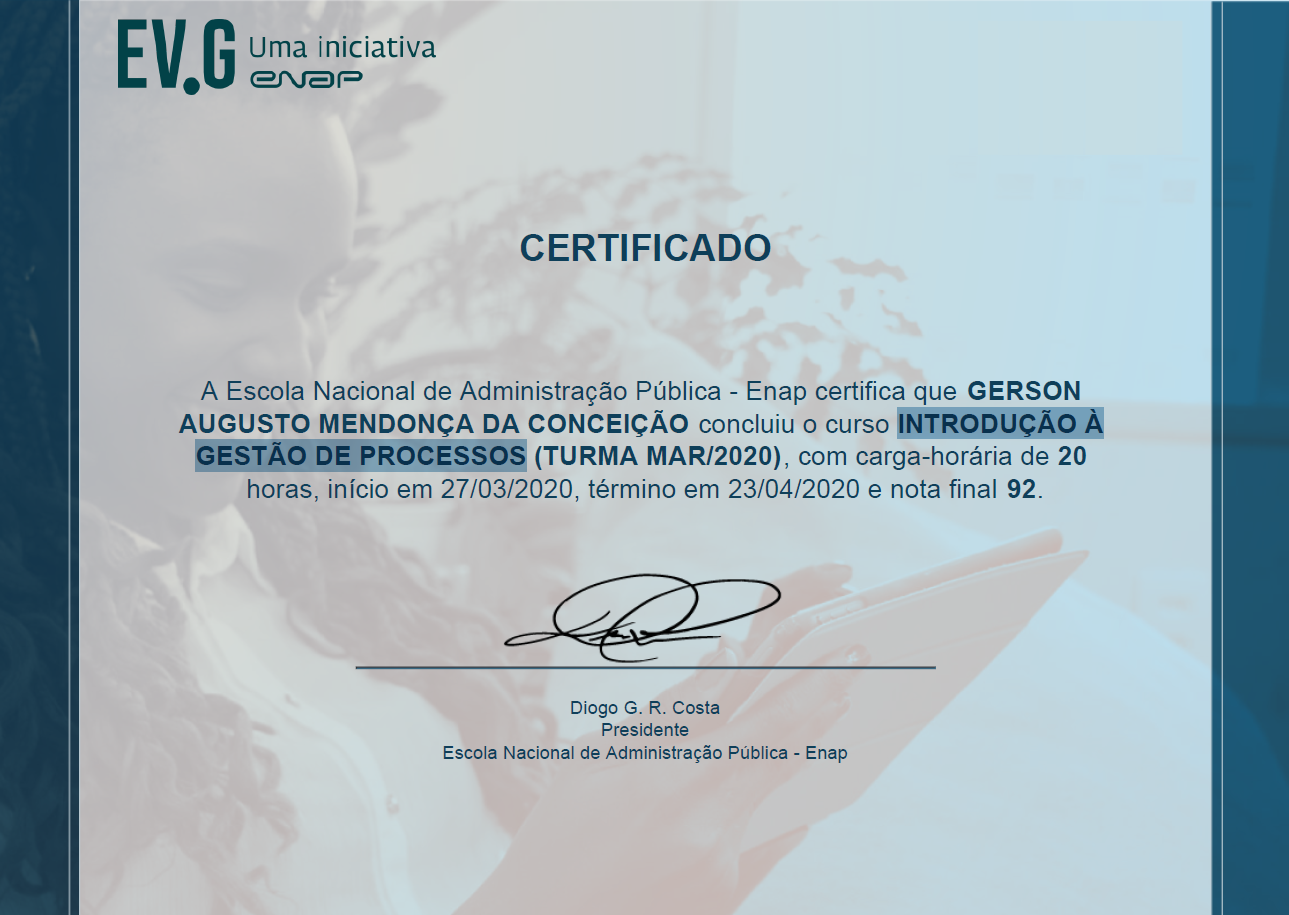 EV.G Uma iniciativa
enap
CERTIFICADO
A Escola Nacional de Administração Pública - Enap certifica que GERSON
AUGUSTO MENDONÇA DA CONCEIÇÃO concluiu o curso INTRODUÇÃO À
GESTÃO DE PROCESSOS (TURMA MAR/2020), com carga-horária de 20
horas, início em 27/03/2020, término em 23/04/2020 e nota final 92.
Diogo G. R. Costa
Presidente
Escola Nacional de Administração Pública - Enap